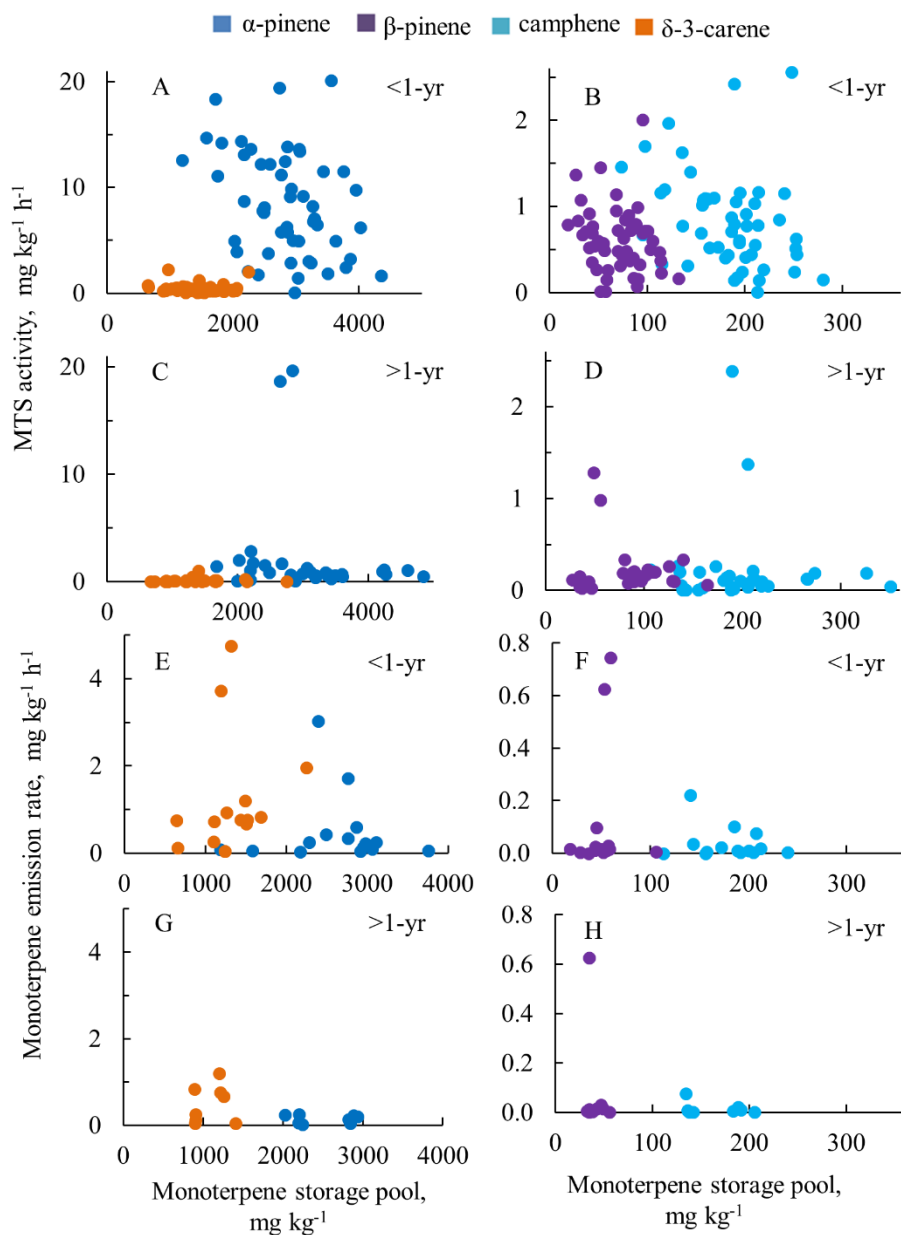 α-pinene β-pinene camphene δ-3-carene
MTS activity, mg kg-1 h-1
20
10
0
A
<1-yr
0 2000 4000
2
1
0
B
<1-yr
0 100 200 300
20
10
0
C
>1-yr
0 2000 4000
2
1
0
D
>1-yr
0 100 200 300
Monoterpene emission rate, mg kg-1 h-1
4
2
0
E
<1-yr
0 1000 2000 3000 4000
0.8
0.6
0.4
0.2
0.0
F
<1-yr
0 100 200 300
4
2
0
G
>1-yr
0 1000 2000 3000 4000
0.8
0.6
0.4
0.2
0.0
H
>1-yr
0 100 200 300
Monoterpene storage pool,
mg kg-1
Monoterpene storage pool,
mg kg-1